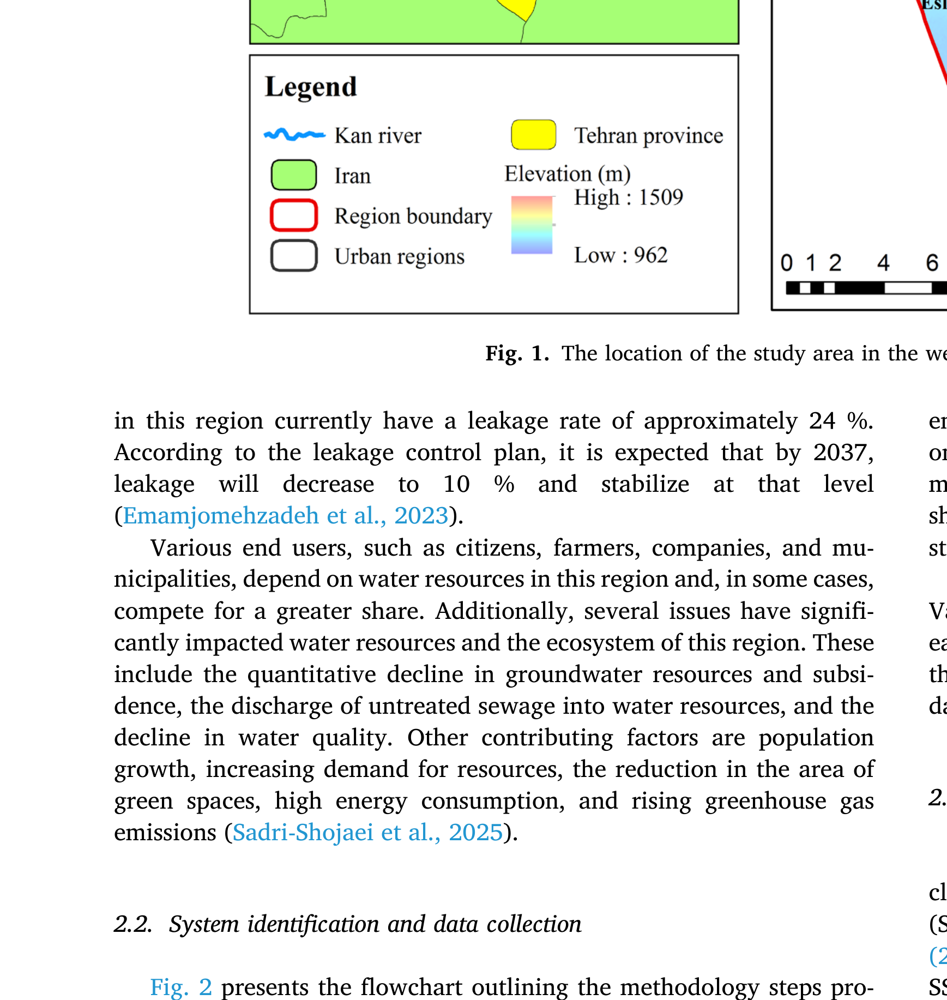 Legend
Kan river
Iran
Region boundary
Urban regions
Tehran province
Elevation (m)
High : 1509
Low : 962
0 1 2 4 6
Fig. 1. The location of the study area in the
in this region currently have a leakage rate of approximately 24 %.
According to the leakage control plan, it is expected that by 2037,
leakage will decrease to 10 % and stabilize at that level
(Emamjomehzadeh et al., 2023).
Various end users, such as citizens, farmers, companies, and mu-
nicipalities, depend on water resources in this region and, in some cases,
compete for a greater share. Additionally, several issues have signifi-
cantly impacted water resources and the ecosystem of this region. These
include the quantitative decline in groundwater resources and subsi-
dence, the discharge of untreated sewage into water resources, and the
decline in water quality. Other contributing factors are population
growth, increasing demand for resources, the reduction in the area of
green spaces, high energy consumption, and rising greenhouse gas
emissions (Sadri-Shojaei et al., 2025).
2.2. System identification and data collection
Fig. 2 presents the flowchart outlining the methodology steps pro-